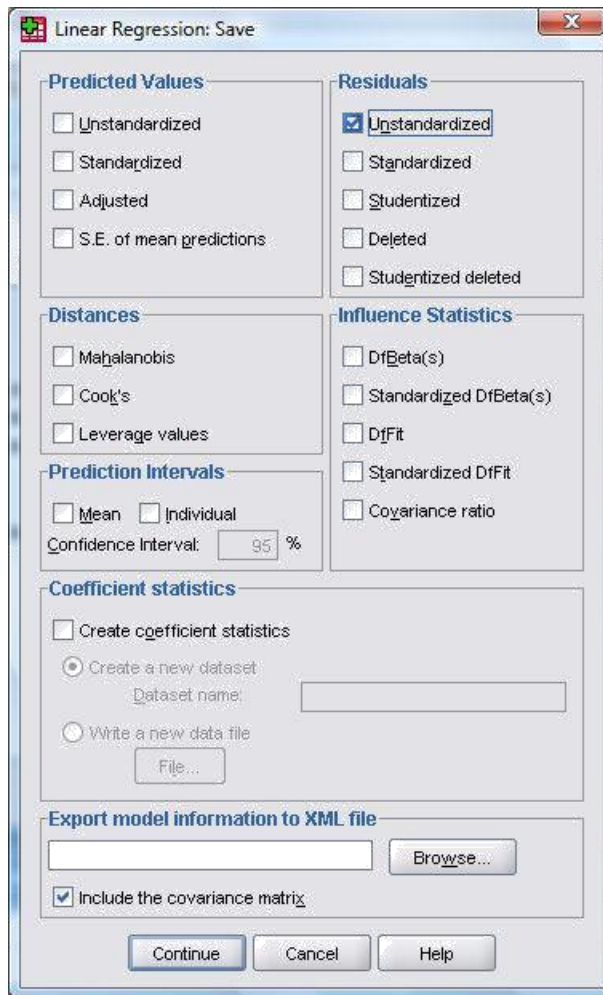 Linear Regression: Save
Predicted Values
Unstandardized
Standardized
Adjusted
S.E. of mean predictions
Residuals
Unstandardized
Standardized
Studentized
Deleted
Studentized deleted
Distances
Mahalanobis
Cook's
Leverage values
Influence Statistics
DfBeta(s)
Standardized DfBeta(s)
DfFit
Standardized DfFit
Covariance ratio
Prediction Intervals
Mean Individual
Confidence Interval: 95 %
Coefficient statistics
Create coefficient statistics
Create a new dataset
Dataset name:
Write a new data file
File...
Export model information to XML file
Browse...
Include the covariance matrix
Continue Cancel Help